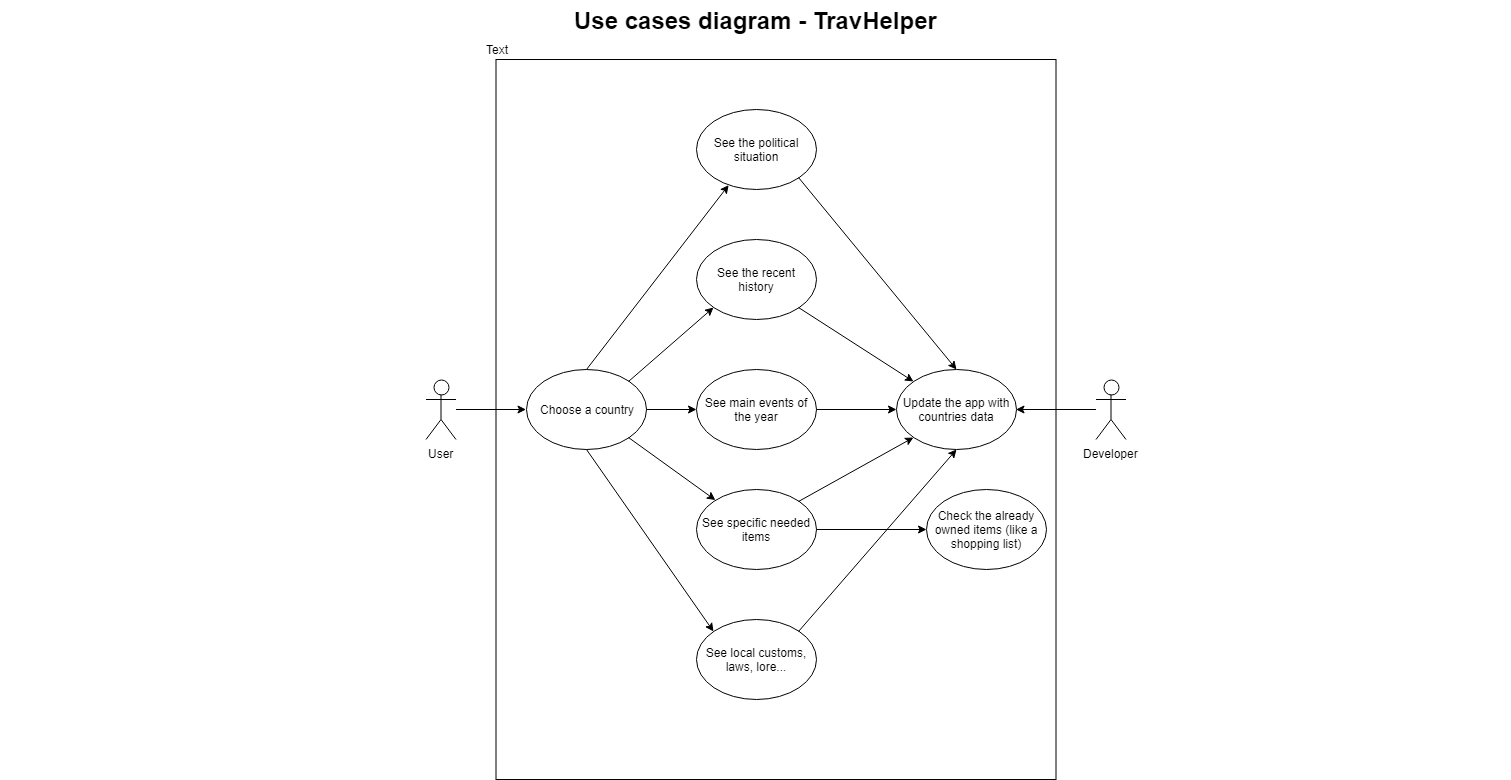 Use cases diagram - TravHelper
Text
See the political
situation
See the recent
history
Choose a country
See main events of
the year
Update the app with
countries data
User
Developer
See specific needed
items
Check the already
owned items (like a
shopping list)
See local customs,
laws, lore...